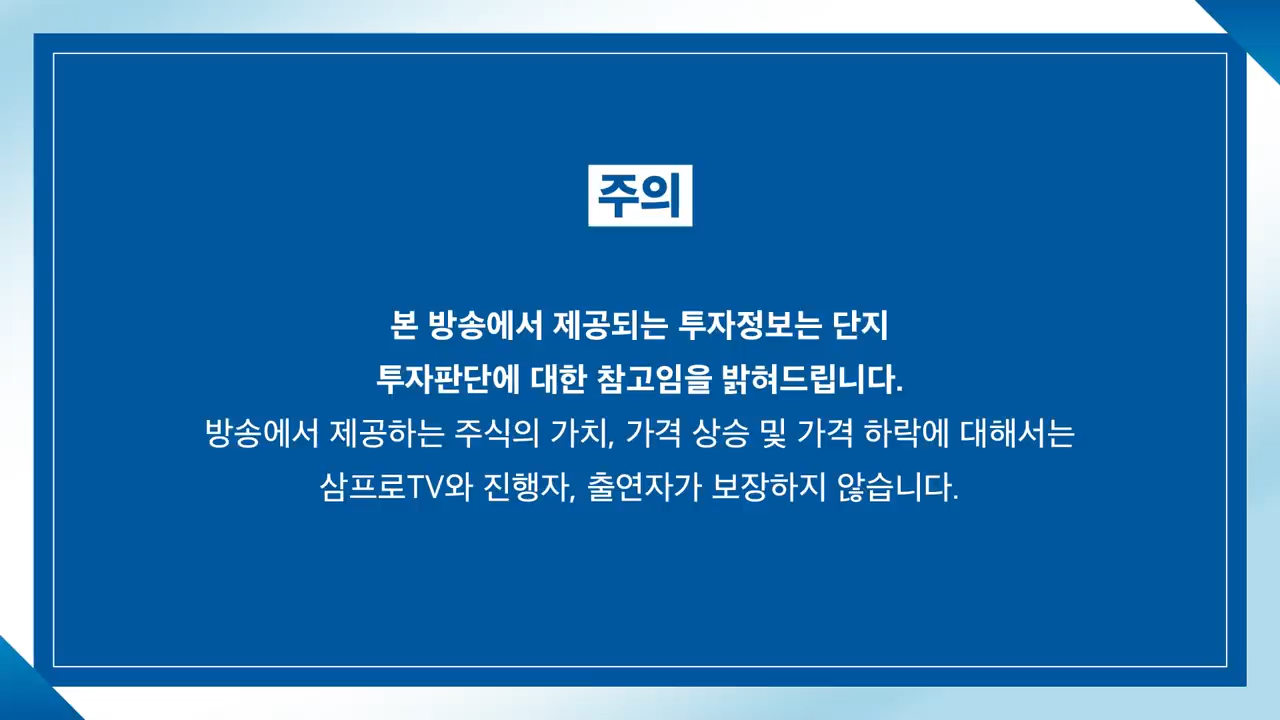 주의
본 방송에서 제공되는 투자정보는 단지
투자판단에 대한 참고임을 밝혀드립니다.
방송에서 제공하는 주식의 가치, 가격 상승 및 가격 하락에 대해서는
삼프로TV와 진행자, 출연자가 보장하지 않습니다.